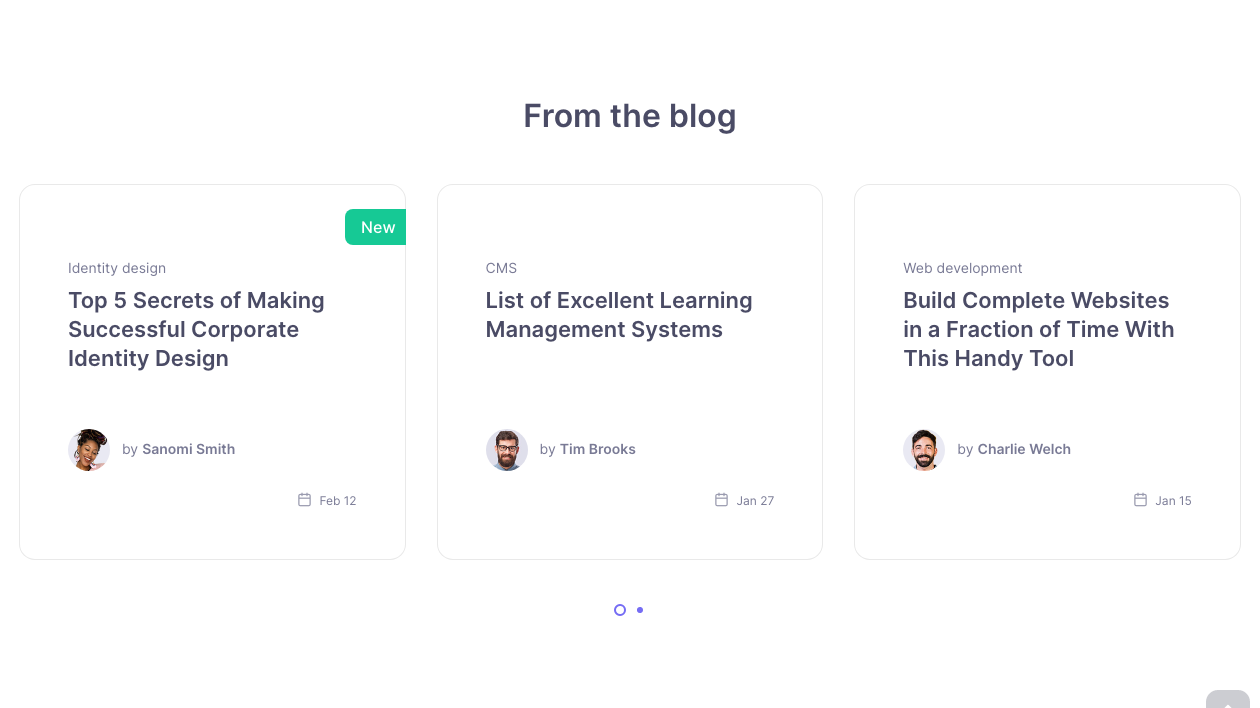 From the blog
New
Identity design
Top 5 Secrets of Making
Successful Corporate
Identity Design
by Sanomi Smith
Feb 12
CMS
List of Excellent Learning
Management Systems
by Tim Brooks
Jan 27
Web development
Build Complete Websites
in a Fraction of Time With
This Handy Tool
by Charlie Welch
Jan 15